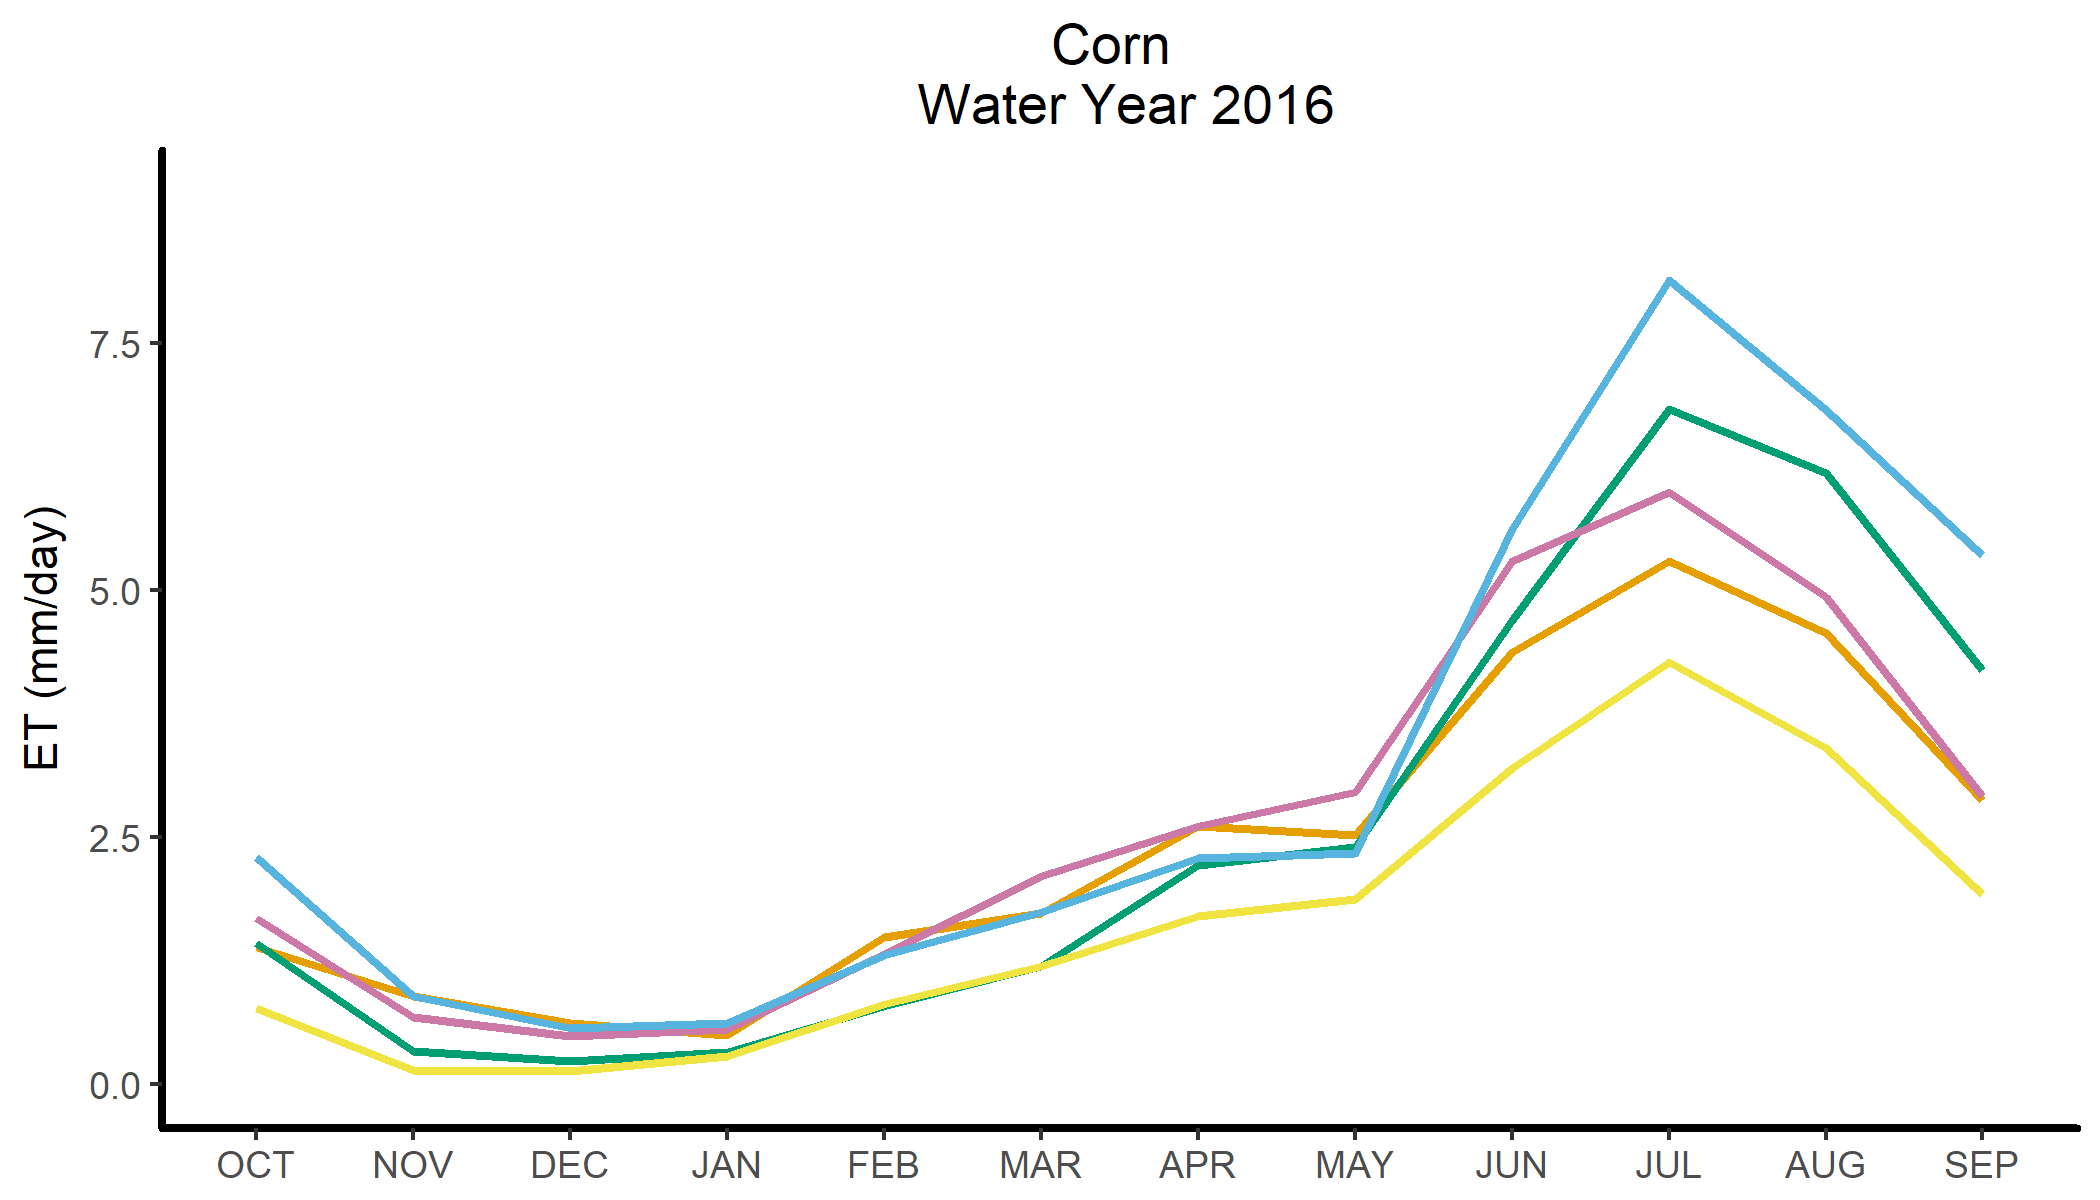 Corn
Water Year 2016
ET (mm/day)
7.5
5.0
2.5
0.0
OCT NOV DEC JAN FEB MAR APR MAY JUN JUL AUG SEP